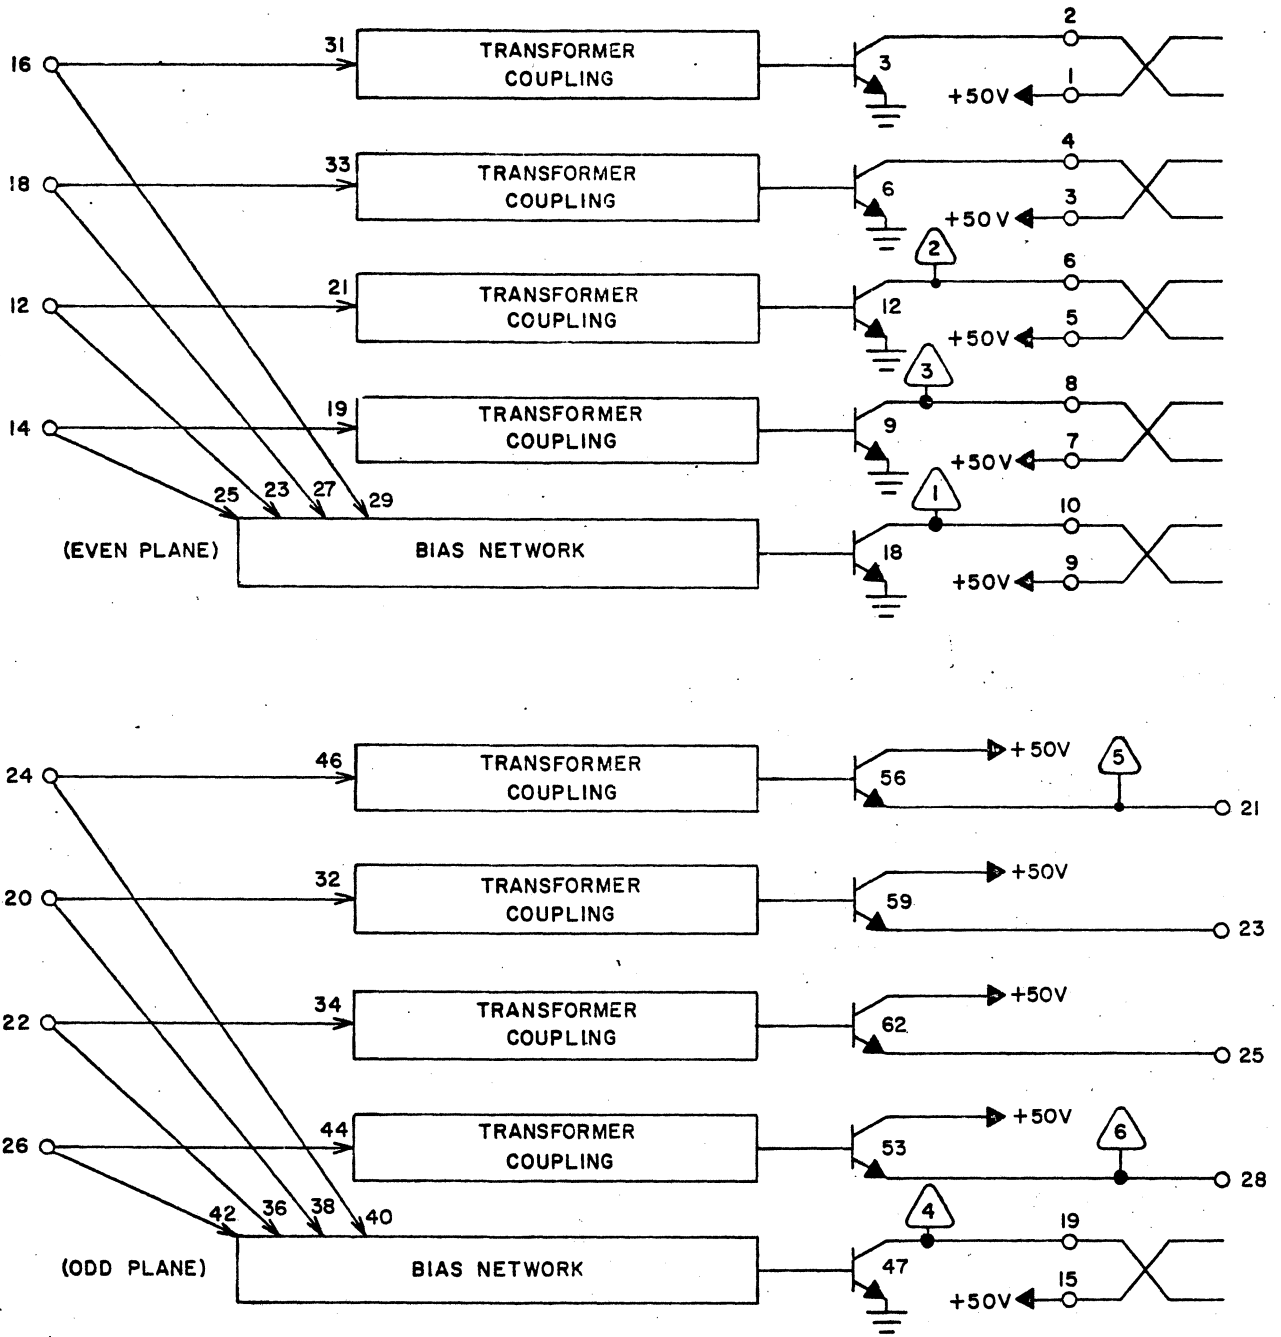 2
16 31 TRANSFORMER 3
COUPLING
+50V 1
4
18 33 TRANSFORMER 6
COUPLING
+50V 3
2 6
12 21 TRANSFORMER 12
COUPLING
+50V 5
3 8
14 19 TRANSFORMER 9
COUPLING
+50V 7
25 23 27 29 1 10
(EVEN PLANE) BIAS NETWORK 18
+50V 9
24 46 TRANSFORMER 56 +50V 5
COUPLING
21
20 32 TRANSFORMER 59 +50V
COUPLING
23
22 34 TRANSFORMER 62 +50V
COUPLING
25
26 44 TRANSFORMER 53 +50V 6
COUPLING
28
42 36 38 40 4 19
(ODD PLANE) BIAS NETWORK 47
+50V 15